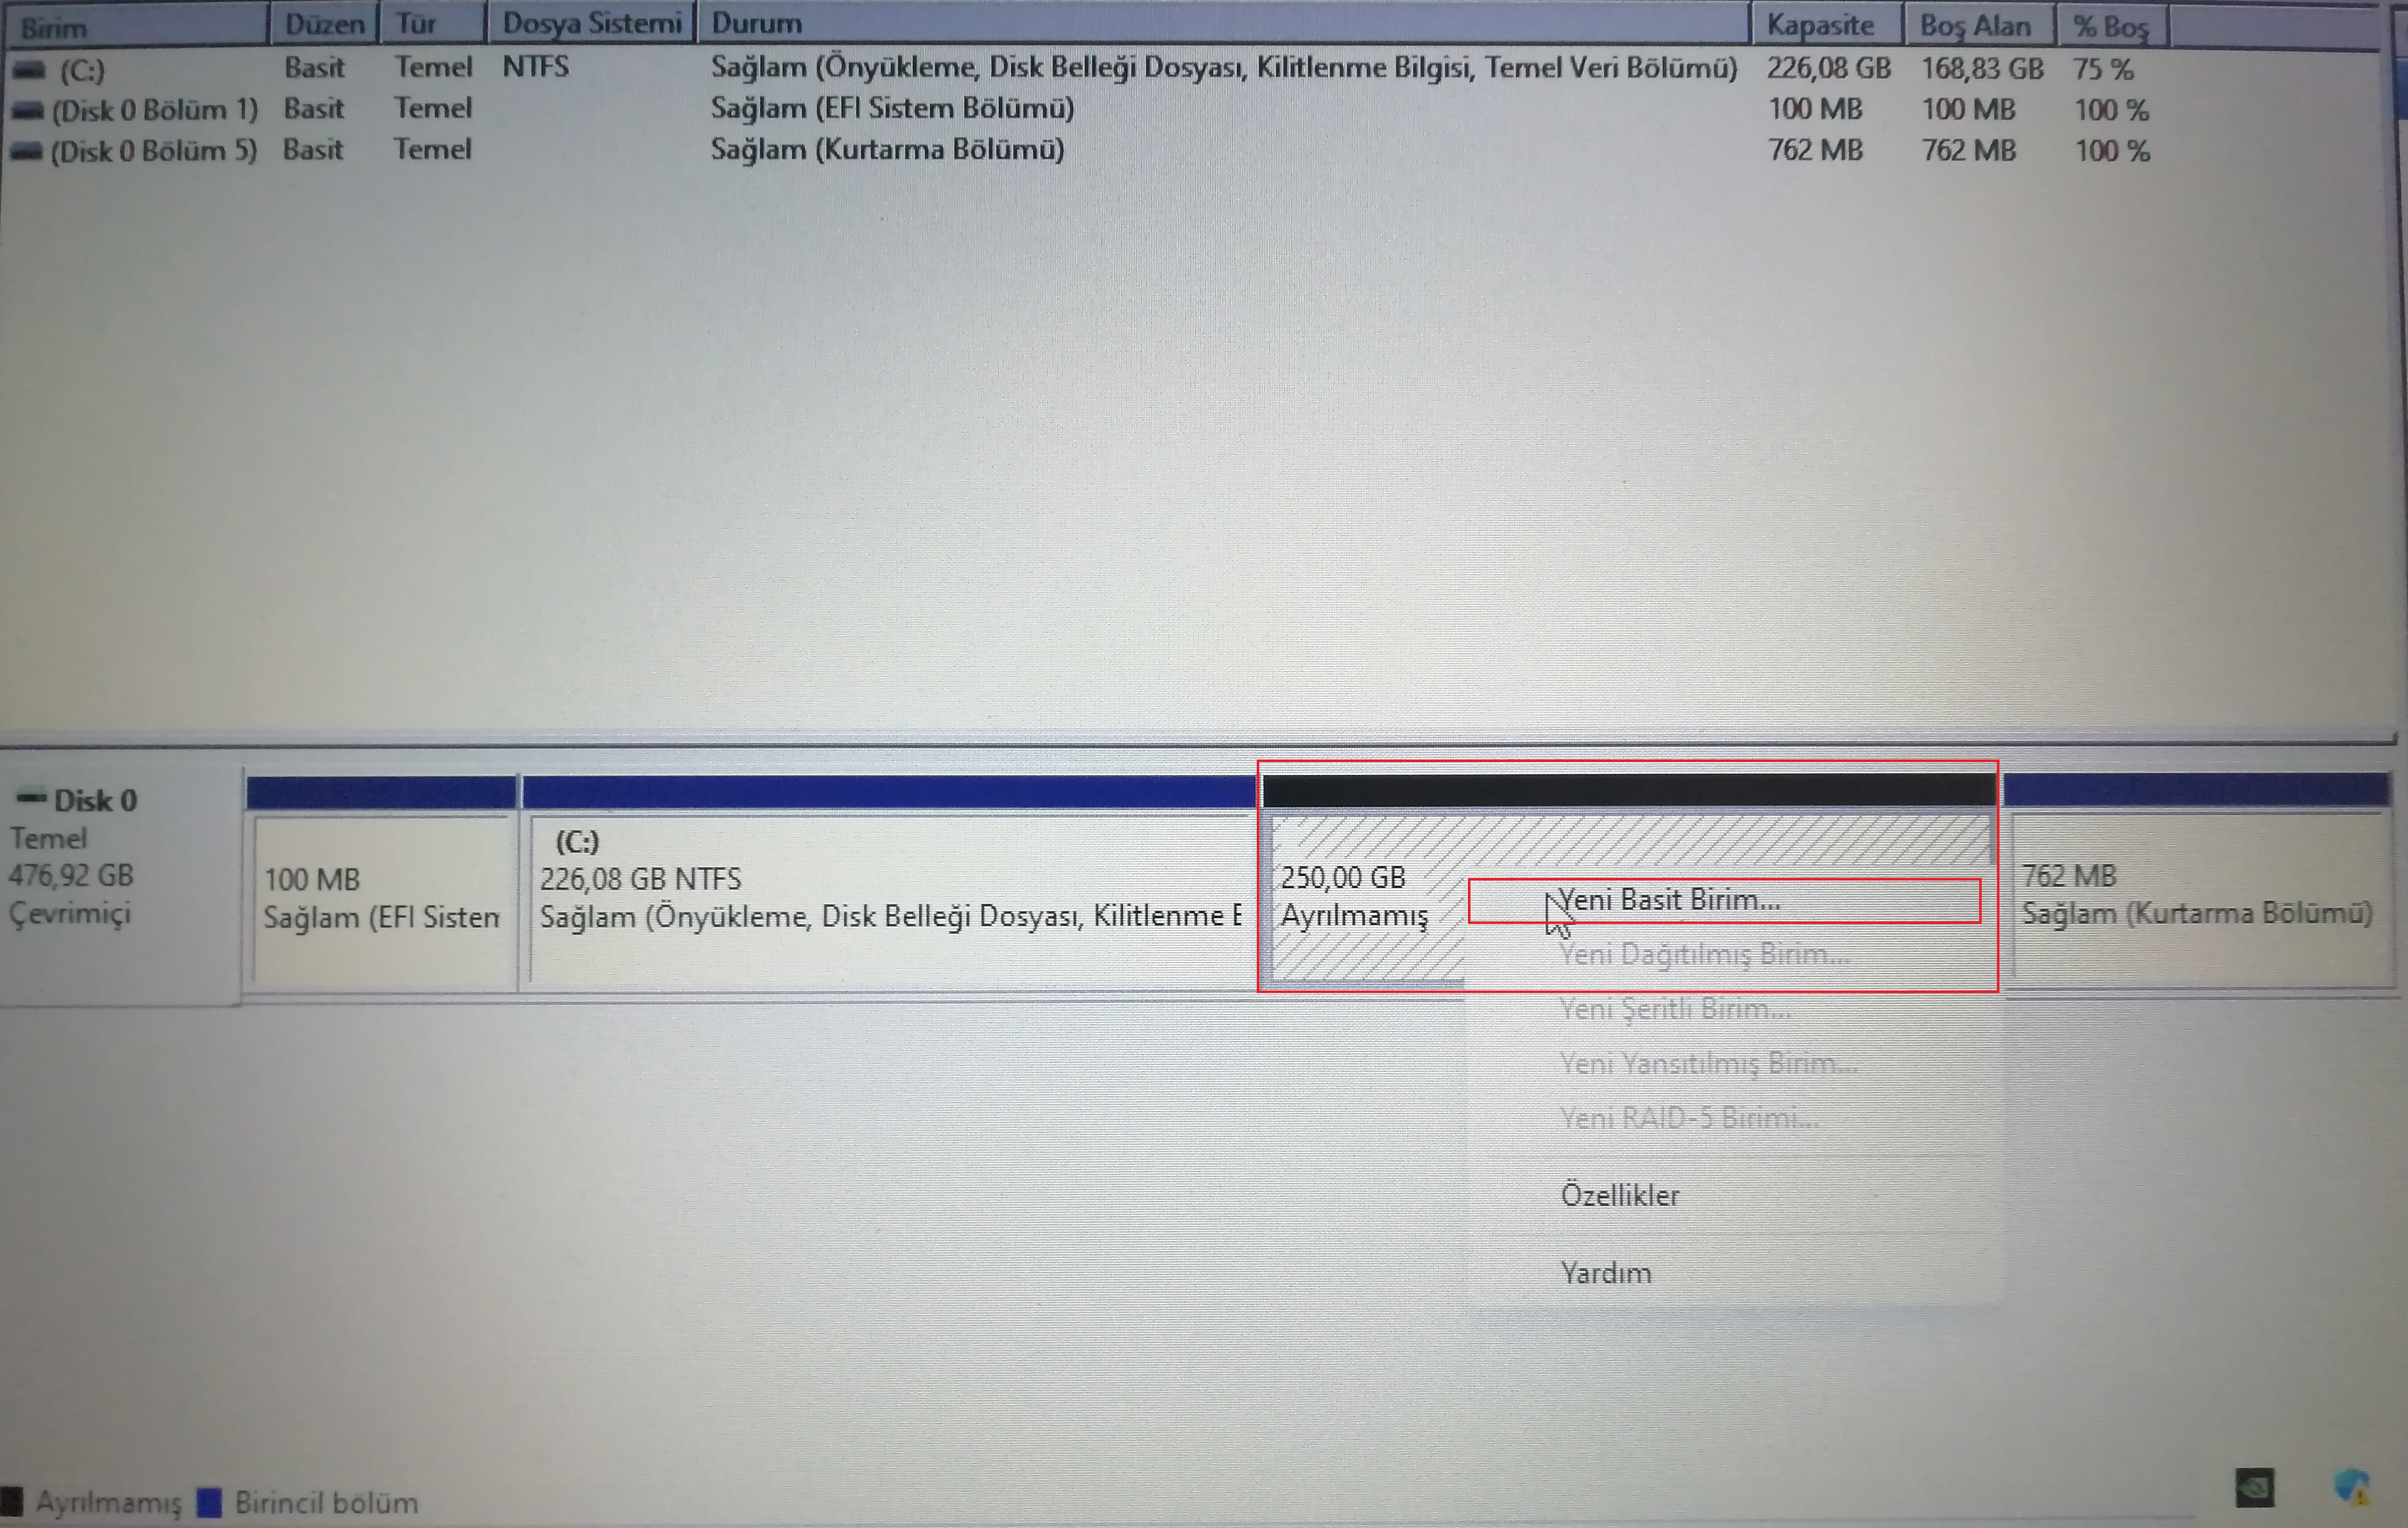 Birim Düzen Tür Dosya Sistemi Durum Kapasite Boş Alan % Boş
(C:) Basit Temel NTFS Sağlam (Önyükleme, Disk Belleği Dosyası, Kilitlenme Bilgisi, Temel Veri Bölümü) 226,08 GB 168,83 GB 75 %
(Disk 0 Bölüm 1) Basit Temel Sağlam (EFI Sistem Bölümü) 100 MB 100 MB 100 %
(Disk 0 Bölüm 5) Basit Temel Sağlam (Kurtarma Bölümü) 762 MB 762 MB 100 %
Disk 0
Temel
476,92 GB
Çevrimiçi
100 MB
Sağlam (EFI Sisten
(C:)
226,08 GB NTFS
Sağlam (Önyükleme, Disk Belleği Dosyası, Kilitlenme E
250,00 GB
Ayrılmamış
762 MB
Sağlam (Kurtarma Bölümü)
Yeni Basit Birim...
Yeni Dağıtılmış Birim...
Yeni Şeritli Birim...
Yeni Yansıtılmış Birim...
Yeni RAID-5 Birimi...
Özellikler
Yardım
Ayrılmamış Birincil bölüm